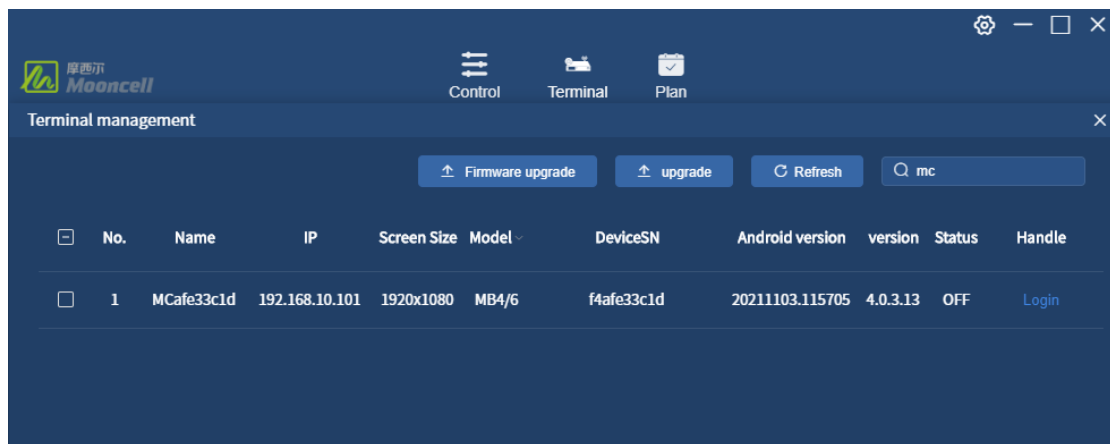 摩西尔
Mooncell
Control Terminal Plan
Terminal management
Firmware upgrade upgrade Refresh mc
No. Name IP Screen Size Model DeviceSN Android version version Status Handle
1 MCafe33c1d 192.168.10.101 1920x1080 MB4/6 f4afe33c1d 20211103.115705 4.0.3.13 OFF Login